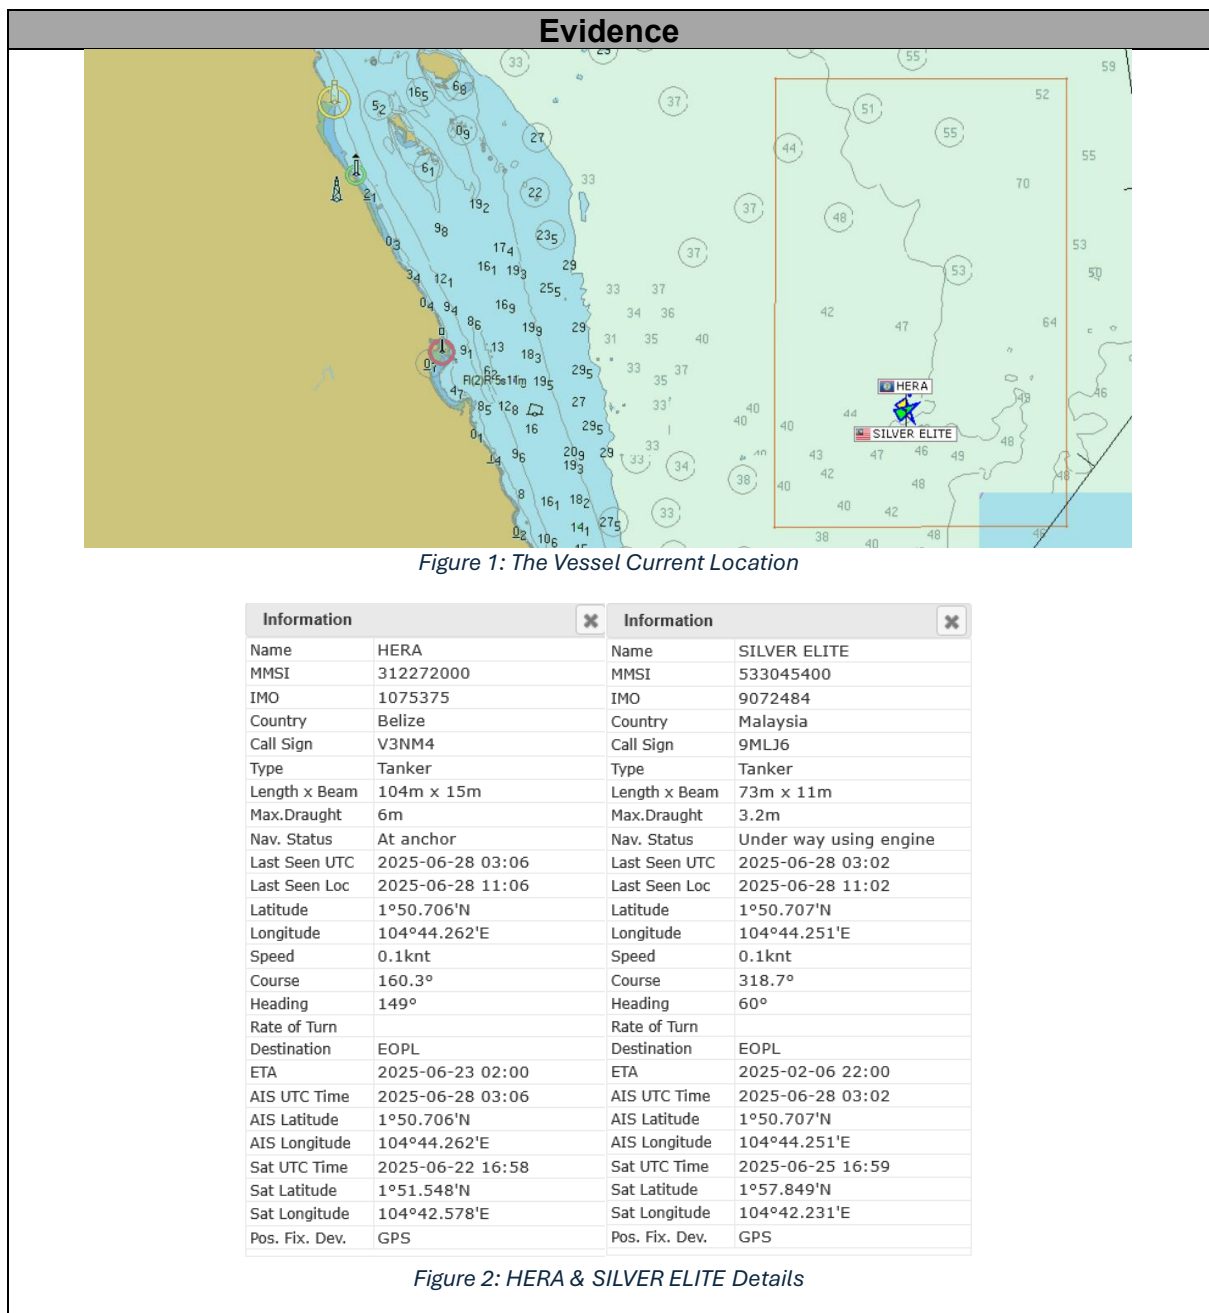 Evidence
HERA
SILVER ELITE
Fl(2)R 5s11m
Figure 1: The Vessel Current Location
Information
Name HERA
MMSI 312272000
IMO 1075375
Country Belize
Call Sign V3NM4
Type Tanker
Length x Beam 104m x 15m
Max.Draught 6m
Nav. Status At anchor
Last Seen UTC 2025-06-28 03:06
Last Seen Loc 2025-06-28 11:06
Latitude 1°50.706'N
Longitude 104°44.262'E
Speed 0.1knt
Course 160.3°
Heading 149°
Rate of Turn
Destination EOPL
ETA 2025-06-23 02:00
AIS UTC Time 2025-06-28 03:06
AIS Latitude 1°50.706'N
AIS Longitude 104°44.262'E
Sat UTC Time 2025-06-22 16:58
Sat Latitude 1°51.548'N
Sat Longitude 104°42.578'E
Pos. Fix. Dev. GPS
Information
Name SILVER ELITE
MMSI 533045400
IMO 9072484
Country Malaysia
Call Sign 9MLJ6
Type Tanker
Length x Beam 73m x 11m
Max.Draught 3.2m
Nav. Status Under way using engine
Last Seen UTC 2025-06-28 03:02
Last Seen Loc 2025-06-28 11:02
Latitude 1°50.707'N
Longitude 104°44.251'E
Speed 0.1knt
Course 318.7°
Heading 60°
Rate of Turn
Destination EOPL
ETA 2025-02-06 22:00
AIS UTC Time 2025-06-28 03:02
AIS Latitude 1°50.707'N
AIS Longitude 104°44.251'E
Sat UTC Time 2025-06-25 16:59
Sat Latitude 1°57.849'N
Sat Longitude 104°42.231'E
Pos. Fix. Dev. GPS
Figure 2: HERA & SILVER ELITE Details